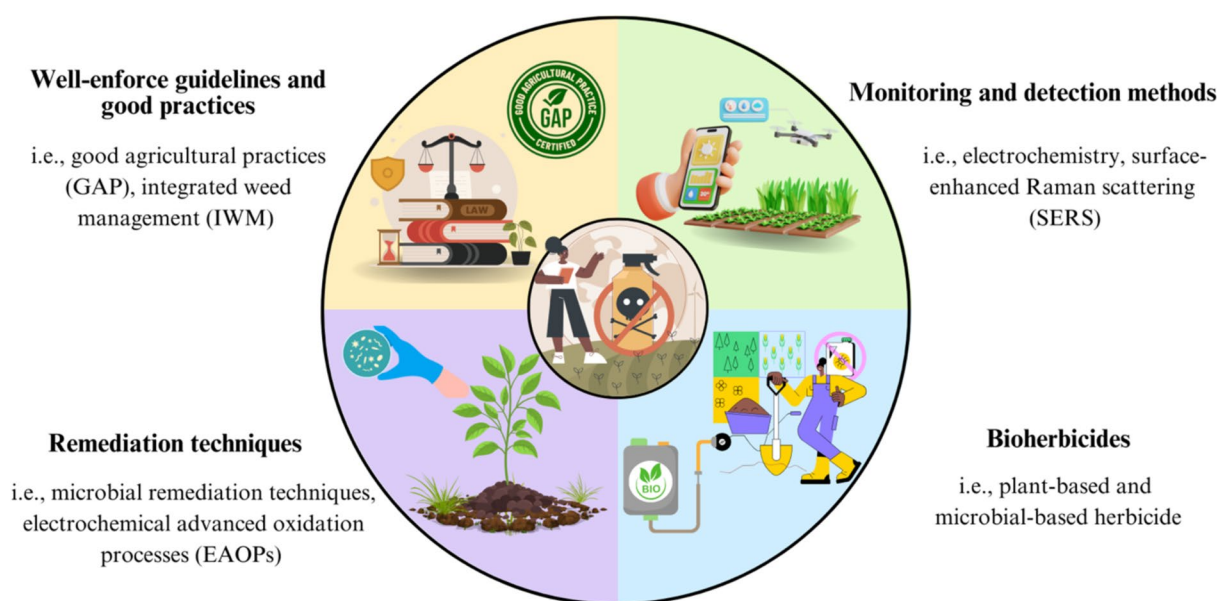 Well-enforce guidelines and
good practices
i.e., good agricultural practices
(GAP), integrated weed
management (IWM)
GOOD AGRICULTURAL PRACTICE
GAP
CERTIFIED
LAW
Monitoring and detection methods
i.e., electrochemistry, surface-
enhanced Raman scattering
(SERS)
Remediation techniques
i.e., microbial remediation techniques,
electrochemical advanced oxidation
processes (EAOPs)
BIO
Bioherbicides
i.e., plant-based and
microbial-based herbicide